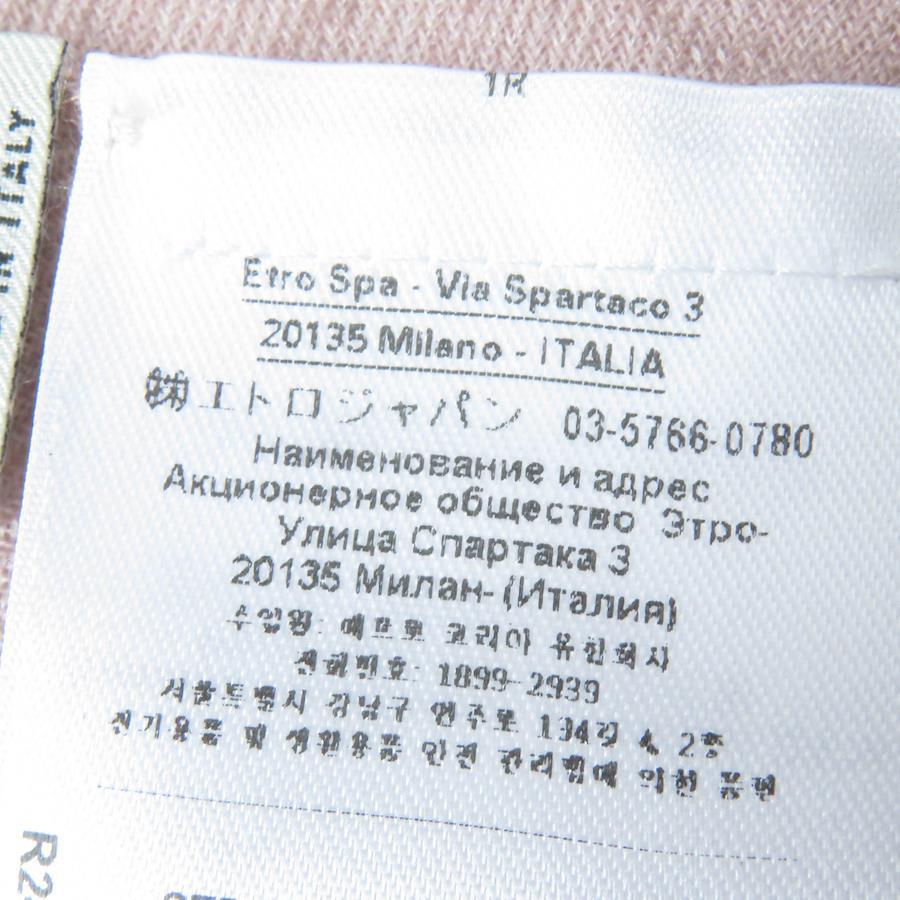 1R
Etro Spa - Via Spartaco 3
20135 Milano - ITALIA
㈱エトロジャパン 03-5766-0780
Наименование и адрес
Акционерное общество Этро-
Улица Спартака 3
20135 Милан- (Италия)
수입원: 에트로 코리아 유한회사
전화번호: 1899-2939
서울특별시 강남구 언주로 134길 4, 2층
전기용품 및 생활용품 안전 관리법에 의한 품
IN ITALY